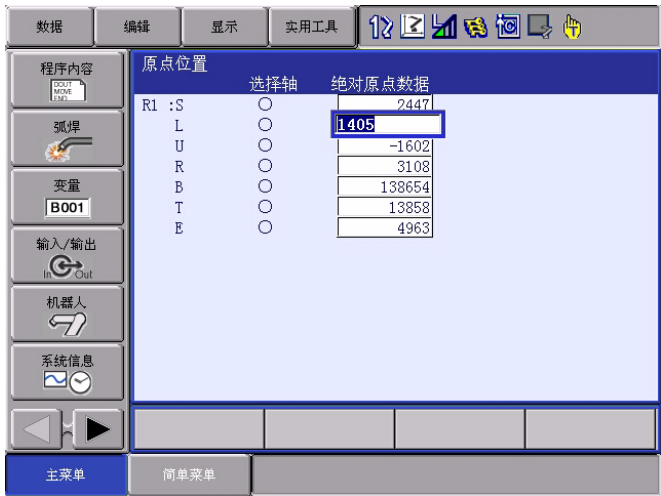 数据 编辑 显示 实用工具
程序内容
DOUT
MOVE
END
弧焊
变量
B001
输入/输出
In Out
机器人
系统信息
原点位置
选择轴 绝对原点数据
R1 :S 2447
L 1405
U -1602
R 3108
B 138654
T 13858
E 4963
主菜单 简单菜单